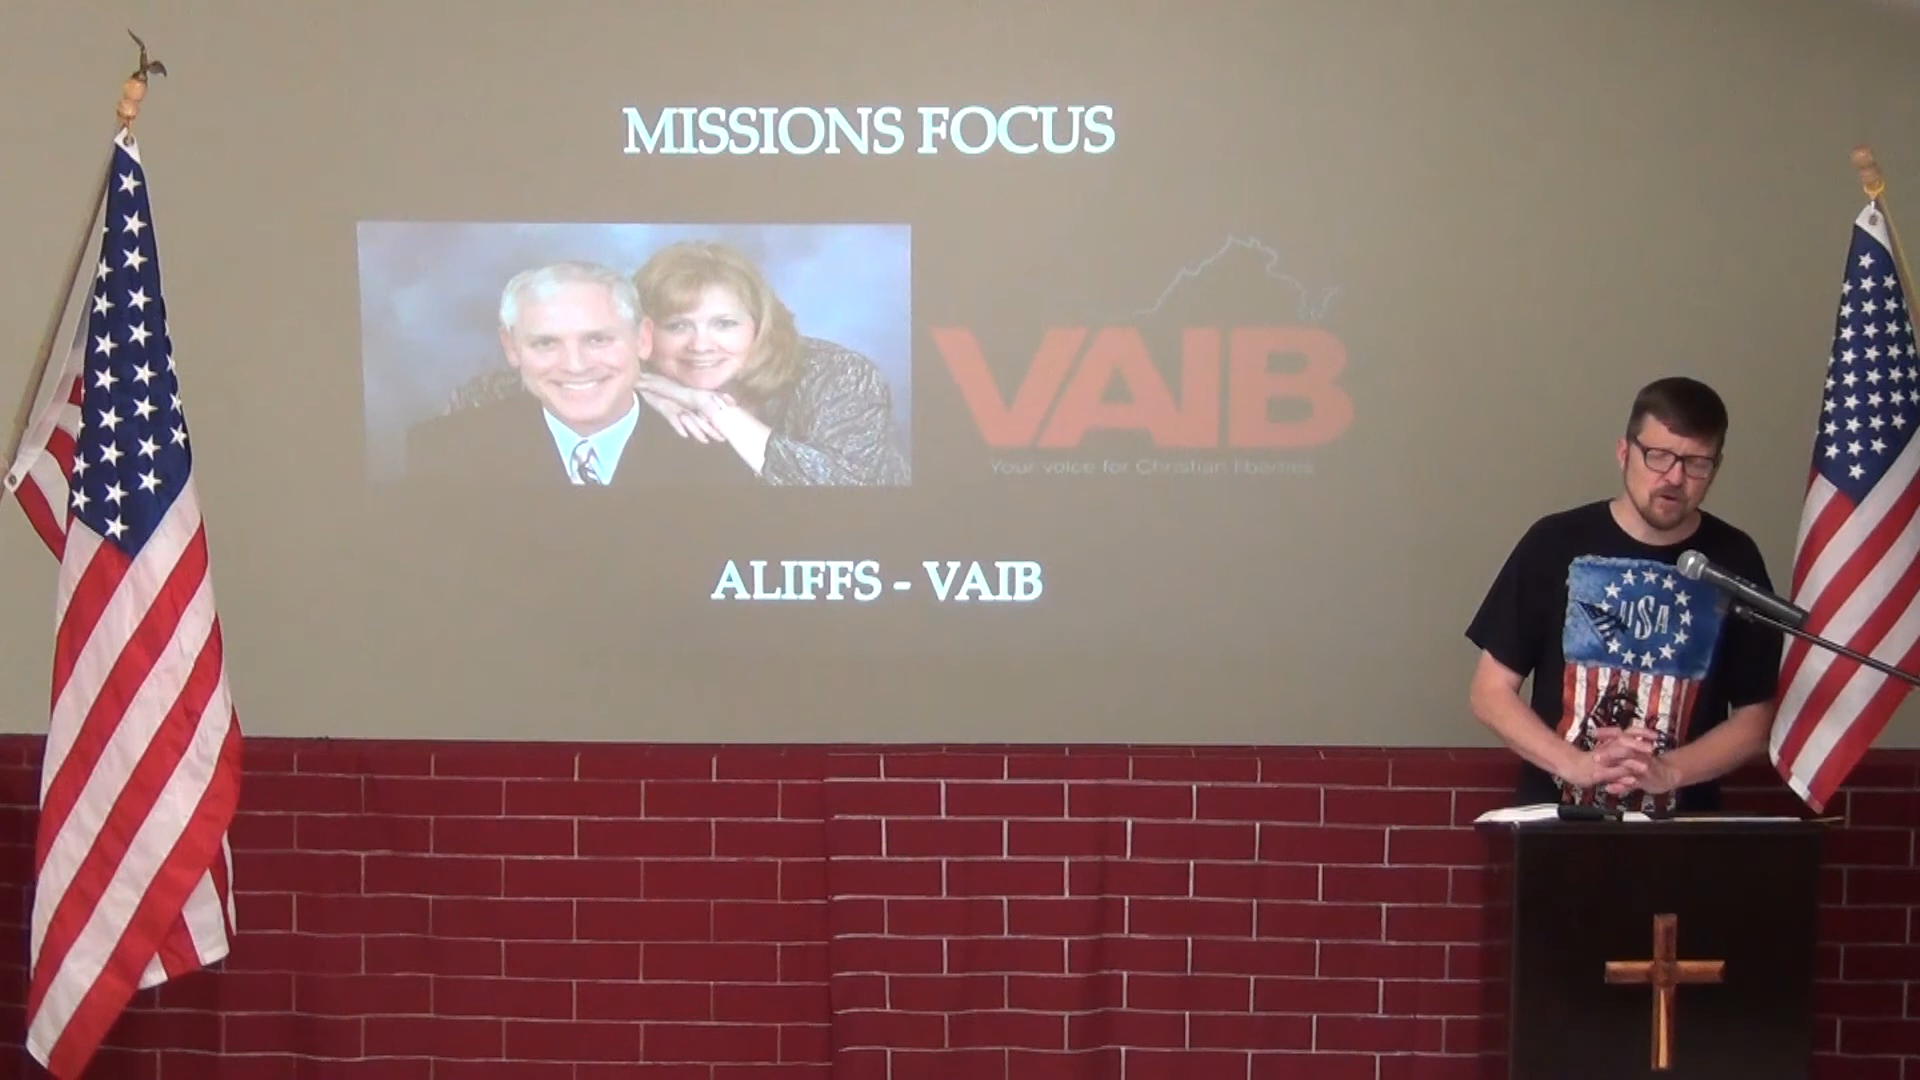 MISSIONS FOCUS
VAIB
Your voice for Christian liberties
ALIFFS - VAIB
USA